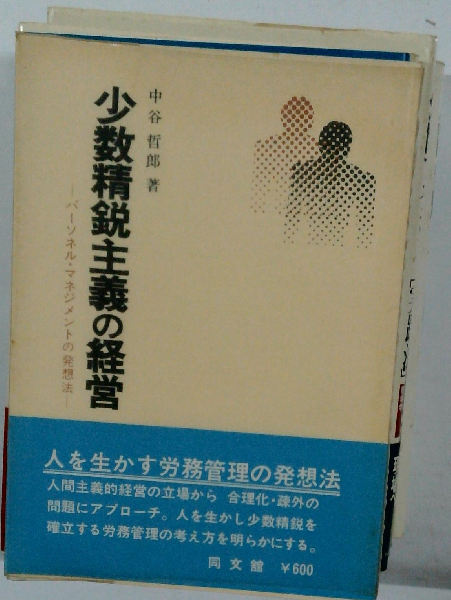 中谷哲郎著
少数精鋭主義の経営
―パーソネル・マネジメントの発想法―
人を生かす労務管理の発想法
人間主義的経営の立場から 合理化・疎外の
問題にアプローチ。人を生かし少数精鋭を
確立する労務管理の考え方を明らかにする。
同文館 ￥600